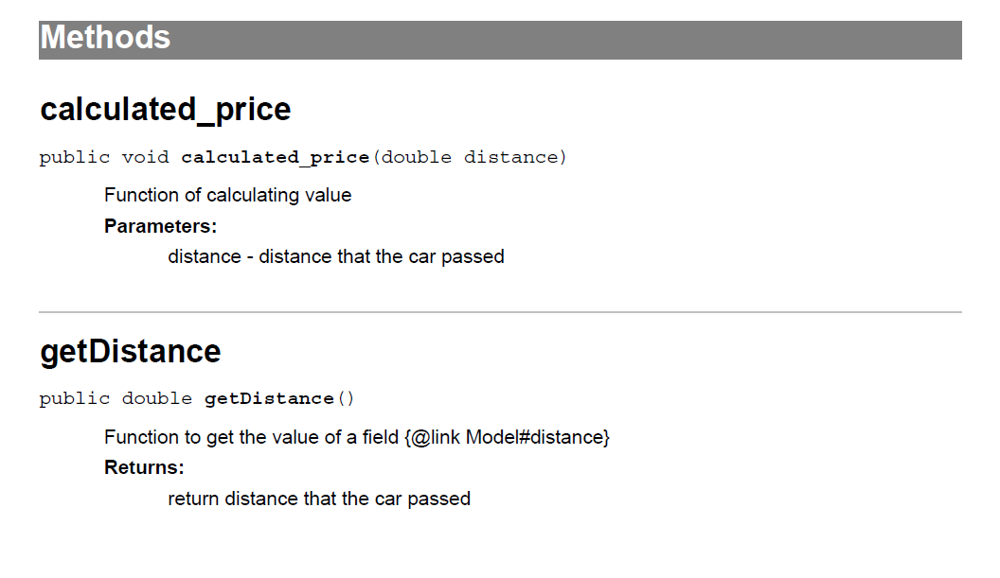 Methods
calculated_price
public void calculated_price(double distance)
Function of calculating value
Parameters:
distance - distance that the car passed
getDistance
public double getDistance()
Function to get the value of a field {@link Model#distance}
Returns:
return distance that the car passed